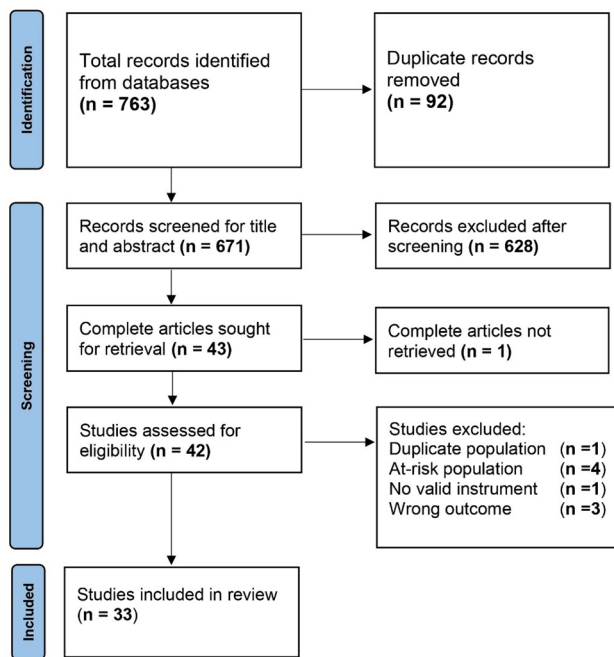 Identification
Total records identified
from databases
(n = 763)
Duplicate records
removed
(n = 92)
Screening
Records screened for title
and abstract (n = 671)
Records excluded after
screening (n = 628)
Complete articles sought
for retrieval (n = 43)
Complete articles not
retrieved (n = 1)
Studies assessed for
eligibility (n = 42)
Studies excluded:
Duplicate population (n =1)
At-risk population (n =4)
No valid instrument (n =1)
Wrong outcome (n =3)
Included
Studies included in review
(n = 33)